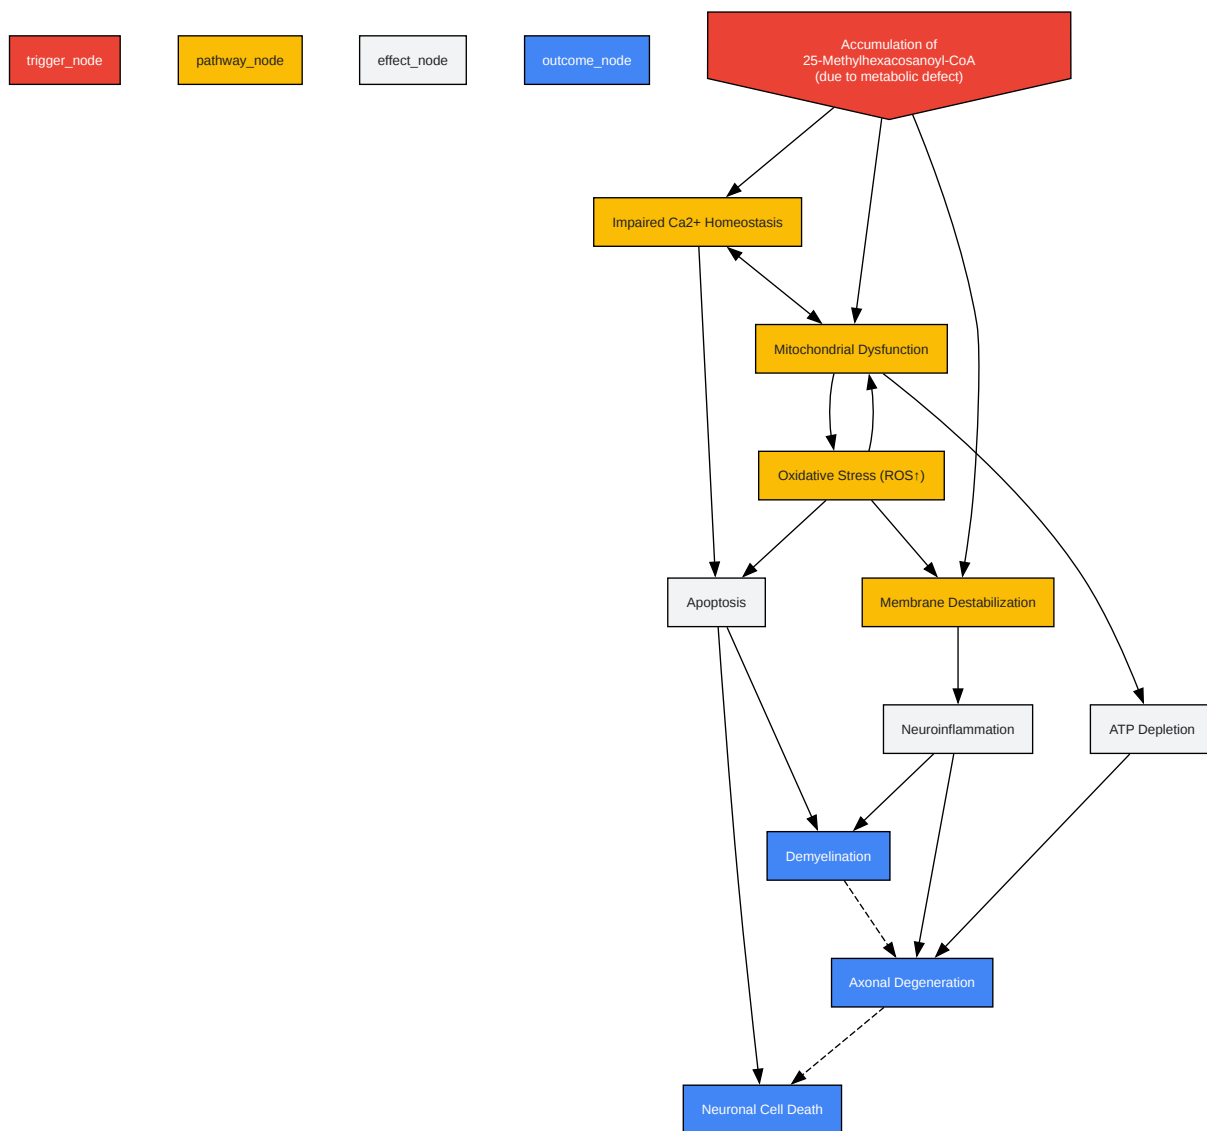 trigger_node
pathway_node
effect_node
outcome_node
Accumulation of
25-Methylhexacosanoyl-CoA
(due to metabolic defect)
Impaired Ca2+ Homeostasis
Mitochondrial Dysfunction
Oxidative Stress (ROS↑)
Apoptosis
Membrane Destabilization
Neuroinflammation
ATP Depletion
Demyelination
Axonal Degeneration
Neuronal Cell Death